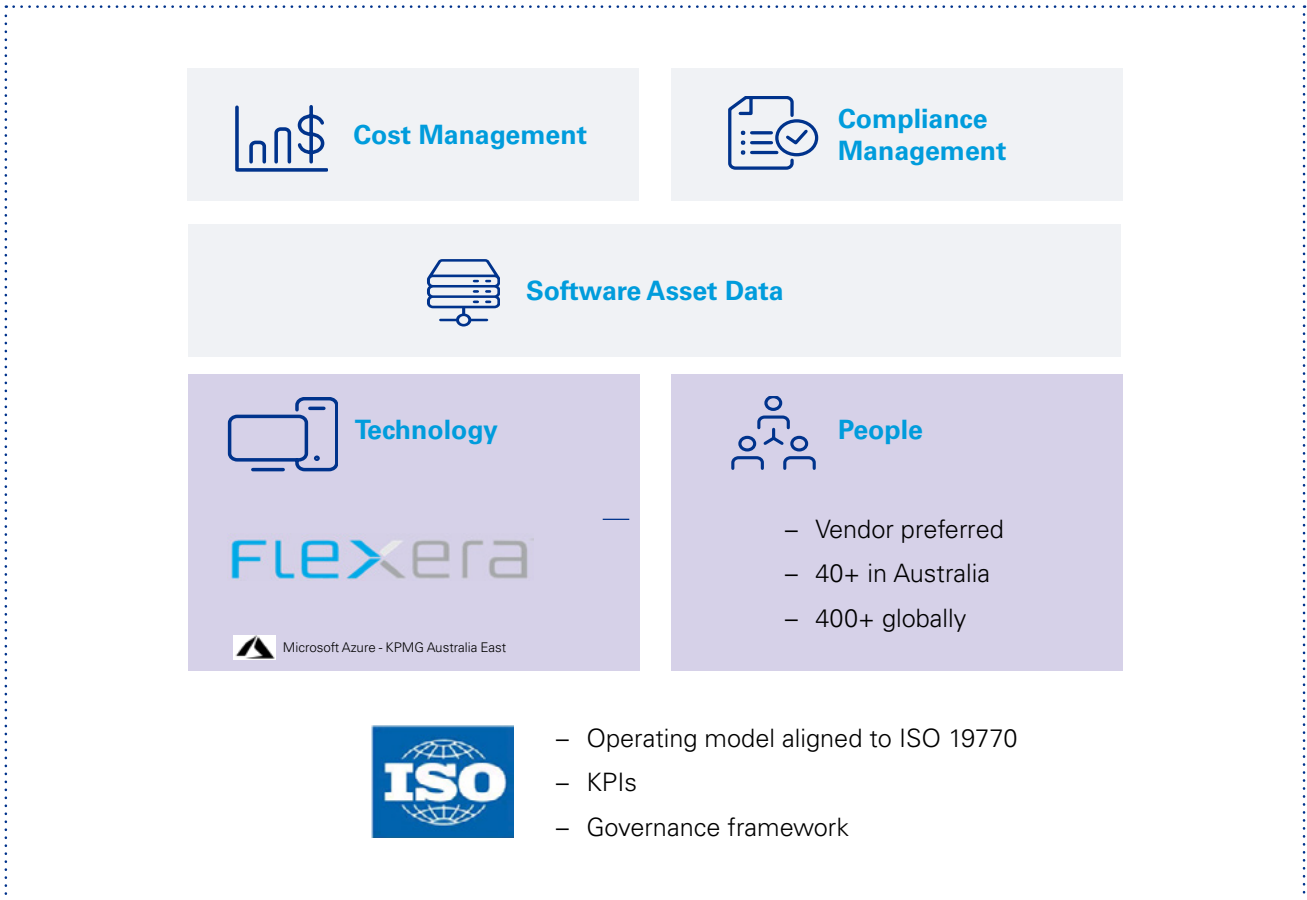 Cost Management
Compliance
Management
Software Asset Data
Technology
flexera
Microsoft Azure - KPMG Australia East
People
– Vendor preferred
– 40+ in Australia
– 400+ globally
ISO
– Operating model aligned to ISO 19770
– KPIs
– Governance framework